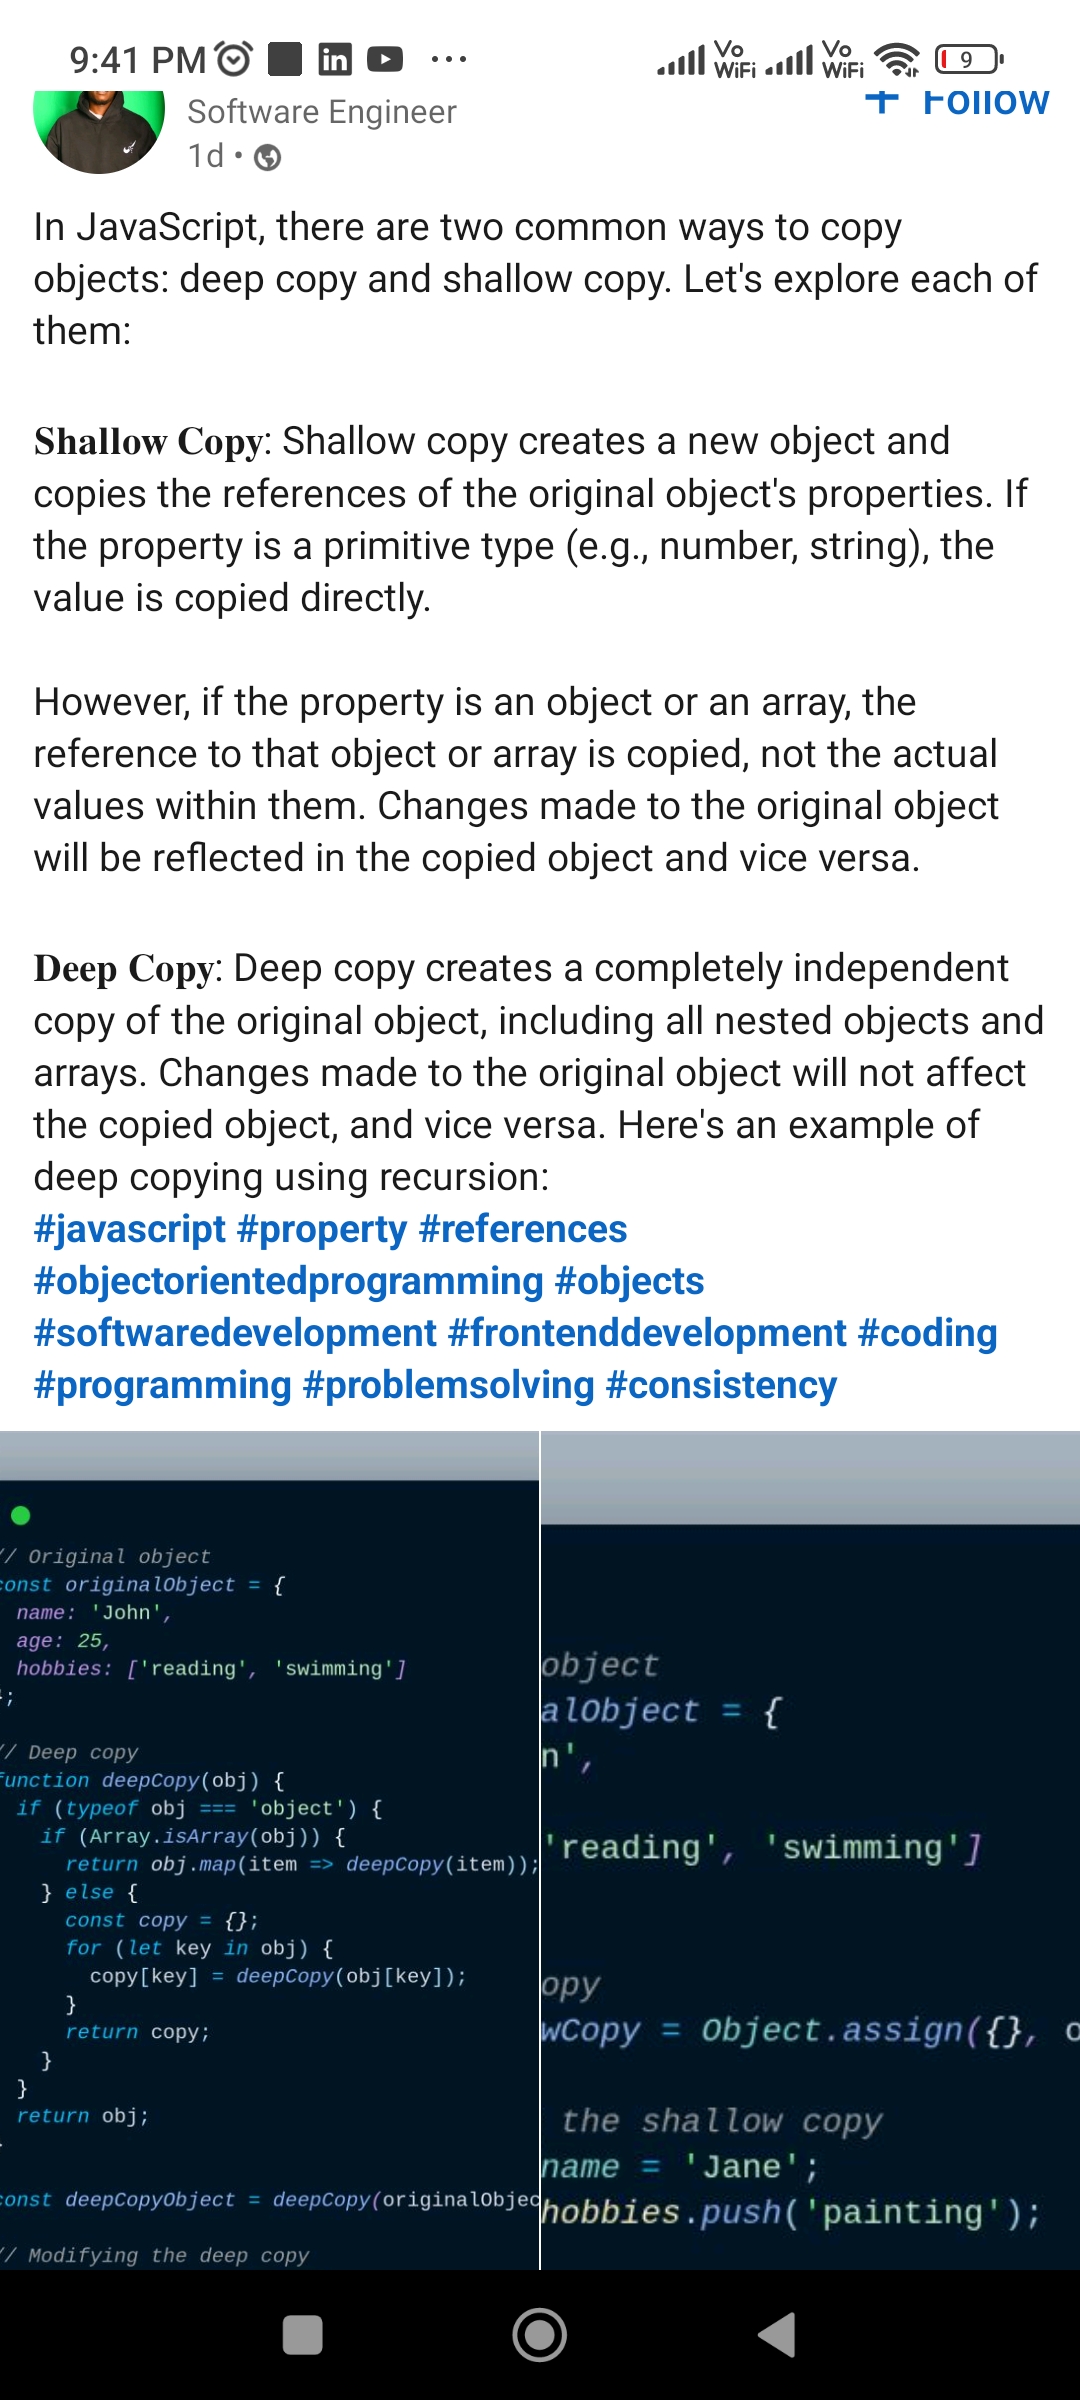 9:41 PM
Vo WiFi Vo WiFi 9
Software Engineer
+ Follow
1d •
In JavaScript, there are two common ways to copy
objects: deep copy and shallow copy. Let's explore each of
them:
Shallow Copy: Shallow copy creates a new object and
copies the references of the original object's properties. If
the property is a primitive type (e.g., number, string), the
value is copied directly.
However, if the property is an object or an array, the
reference to that object or array is copied, not the actual
values within them. Changes made to the original object
will be reflected in the copied object and vice versa.
Deep Copy: Deep copy creates a completely independent
copy of the original object, including all nested objects and
arrays. Changes made to the original object will not affect
the copied object, and vice versa. Here's an example of
deep copying using recursion:
#javascript #property #references
#objectorientedprogramming #objects
#softwaredevelopment #frontenddevelopment #coding
#programming #problemsolving #consistency
// Original object
const originalObject = {
name: 'John',
age: 25,
hobbies: ['reading', 'swimming']
};
// Deep copy
function deepCopy(obj) {
if (typeof obj === 'object') {
if (Array.isArray(obj)) {
return obj.map(item => deepCopy(item));
} else {
const copy = {};
for (let key in obj) {
copy[key] = deepCopy(obj[key]);
}
return copy;
}
}
return obj;
}
const deepCopyObject = deepCopy(originalObjec
// Modifying the deep copy
object
alObject = {
n',
'reading', 'swimming']
opy
wCopy = Object.assign({}, o
the shallow copy
name = 'Jane';
hobbies.push('painting');